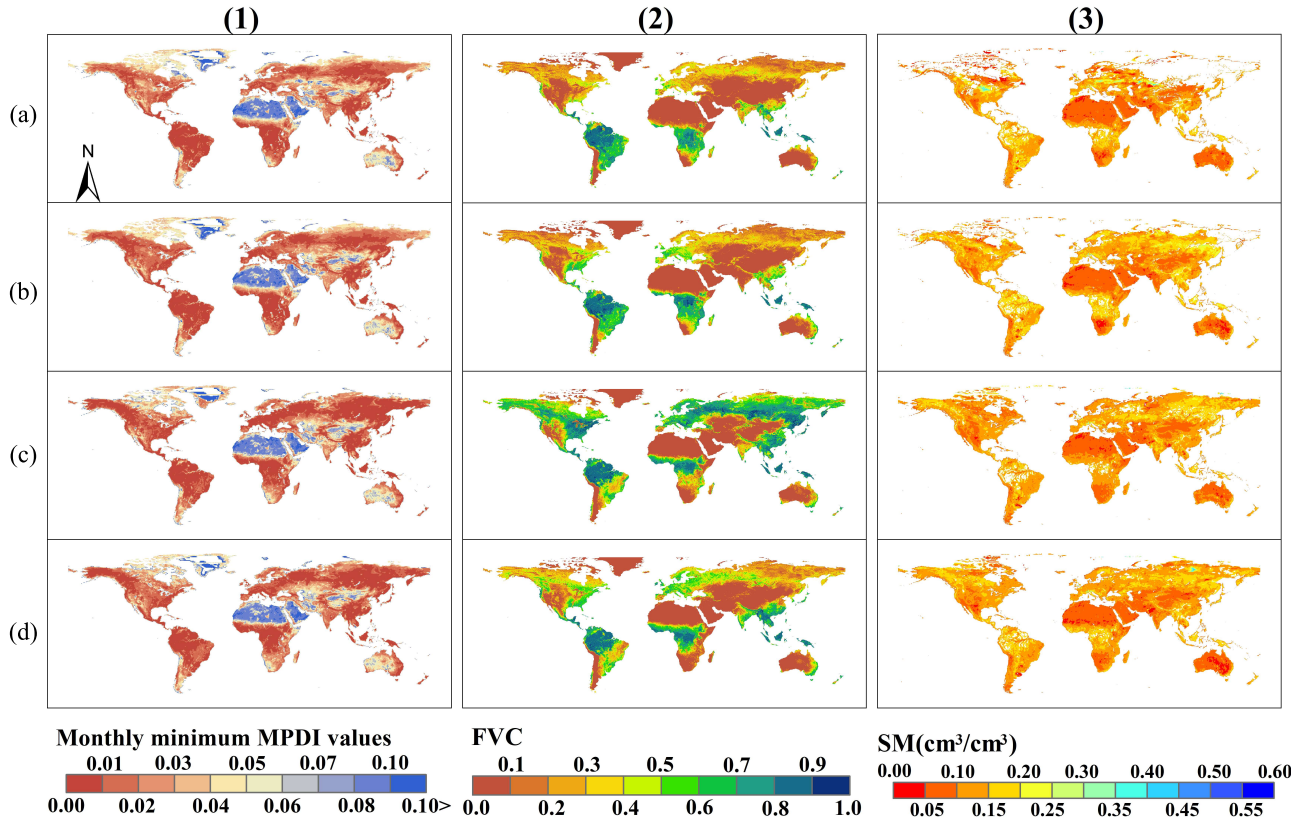 (1) (2) (3)
(a)
N
(b)
(c)
(d)
Monthly minimum MPDI values
0.01 0.03 0.05 0.07 0.10
0.00 0.02 0.04 0.06 0.08 0.10>
FVC
0.1 0.3 0.5 0.7 0.9
0.0 0.2 0.4 0.6 0.8 1.0
SM(cm³/cm³)
0.00 0.10 0.20 0.30 0.40 0.50 0.60
0.05 0.15 0.25 0.35 0.45 0.55